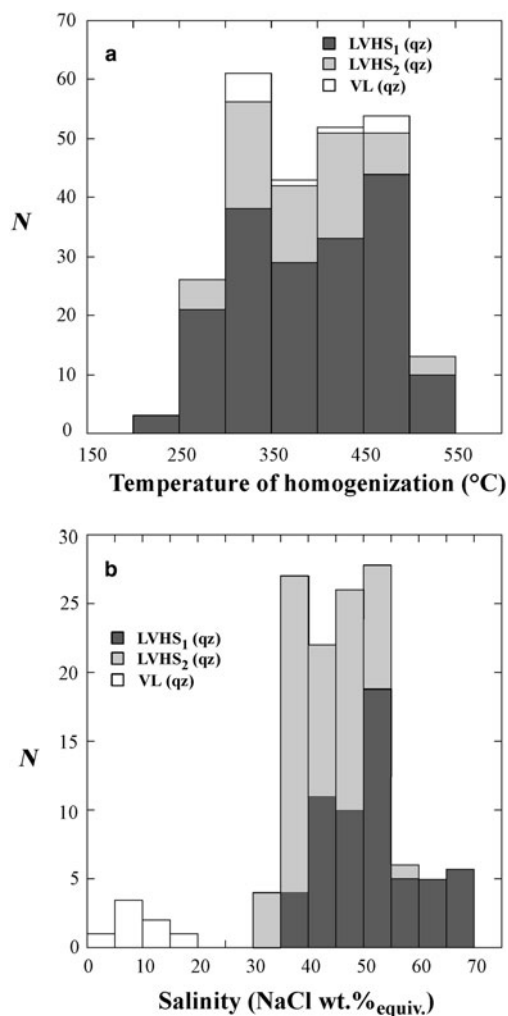 a
LVHS₁ (qz)
LVHS₂ (qz)
VL (qz)
70
60
50
40
30
20
10
0
N
150 250 350 450 550
Temperature of homogenization (°C)
b
LVHS₁ (qz)
LVHS₂ (qz)
VL (qz)
30
25
20
15
10
5
0
N
0 10 20 30 40 50 60 70
Salinity (NaCl wt.%equiv.)